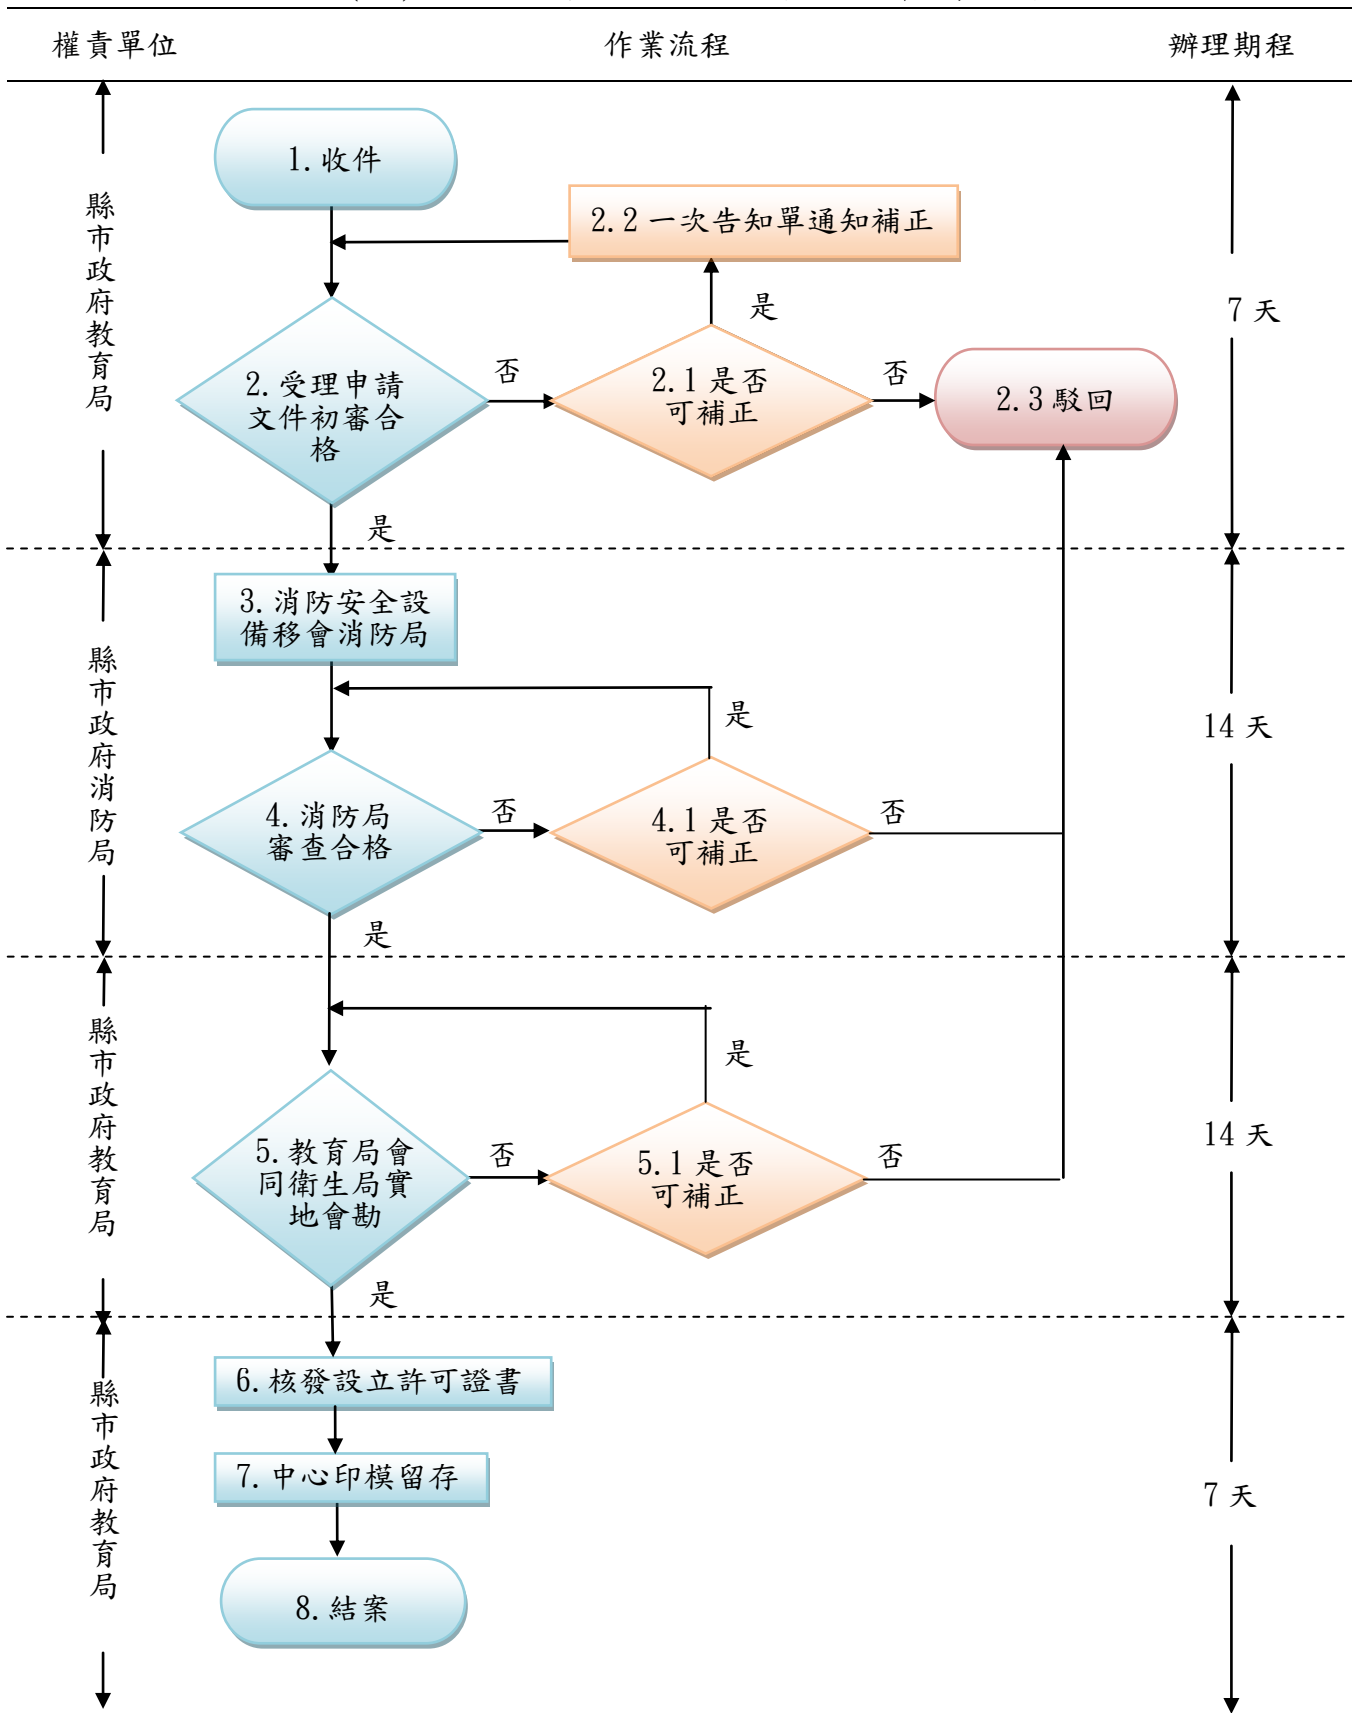 權責單位
作業流程
辦理期程
縣市政府教育局
1.收件
2.2 一次告知單通知補正
是
7 天
2.受理申請
文件初審合
格
否
2.1 是否
可補正
否
2.3 駁回
是
縣市政府消防局
3.消防安全設
備移會消防局
是
14 天
4.消防局
審查合格
否
4.1 是否
可補正
否
是
縣市政府教育局
是
14 天
5.教育局會
同衛生局實
地會勘
否
5.1 是否
可補正
否
是
縣市政府教育局
6.核發設立許可證書
7.中心印模留存
7 天
8.結案